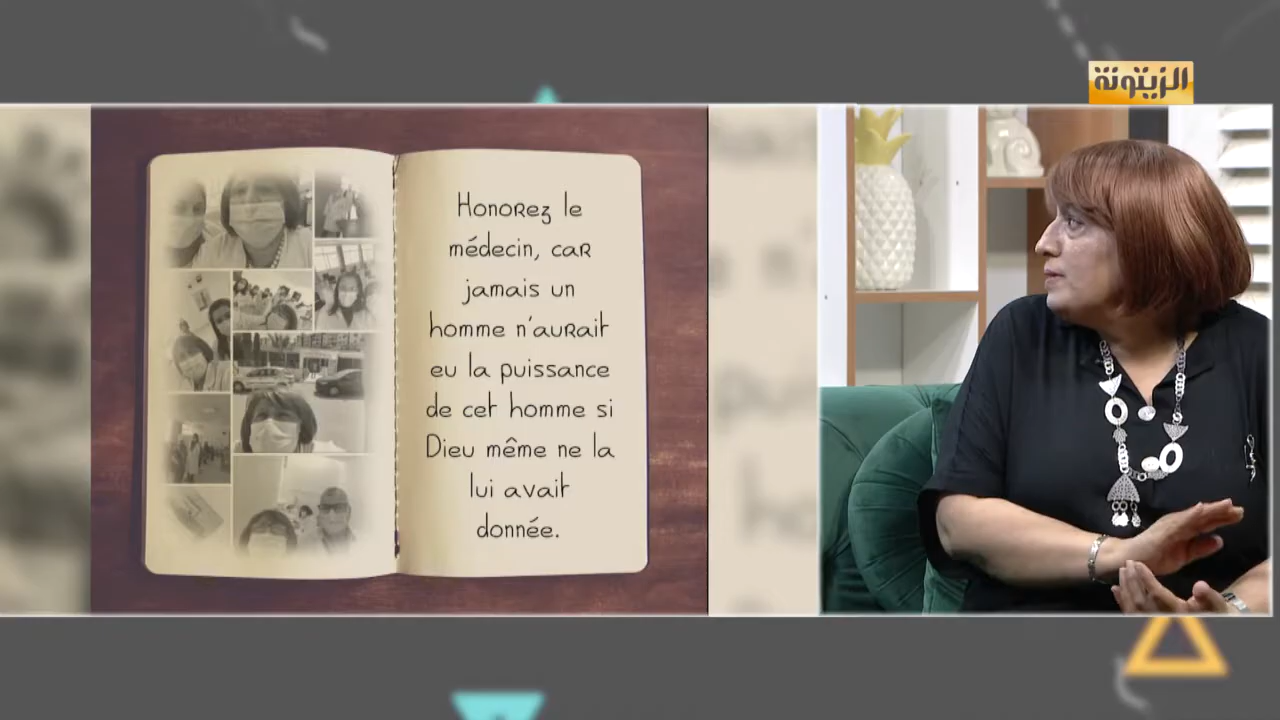 الزيتونة
Honorez le
médecin, car
jamais un
homme n'aurait
eu la puissance
de cet homme si
Dieu même ne la
lui avait
donnée.